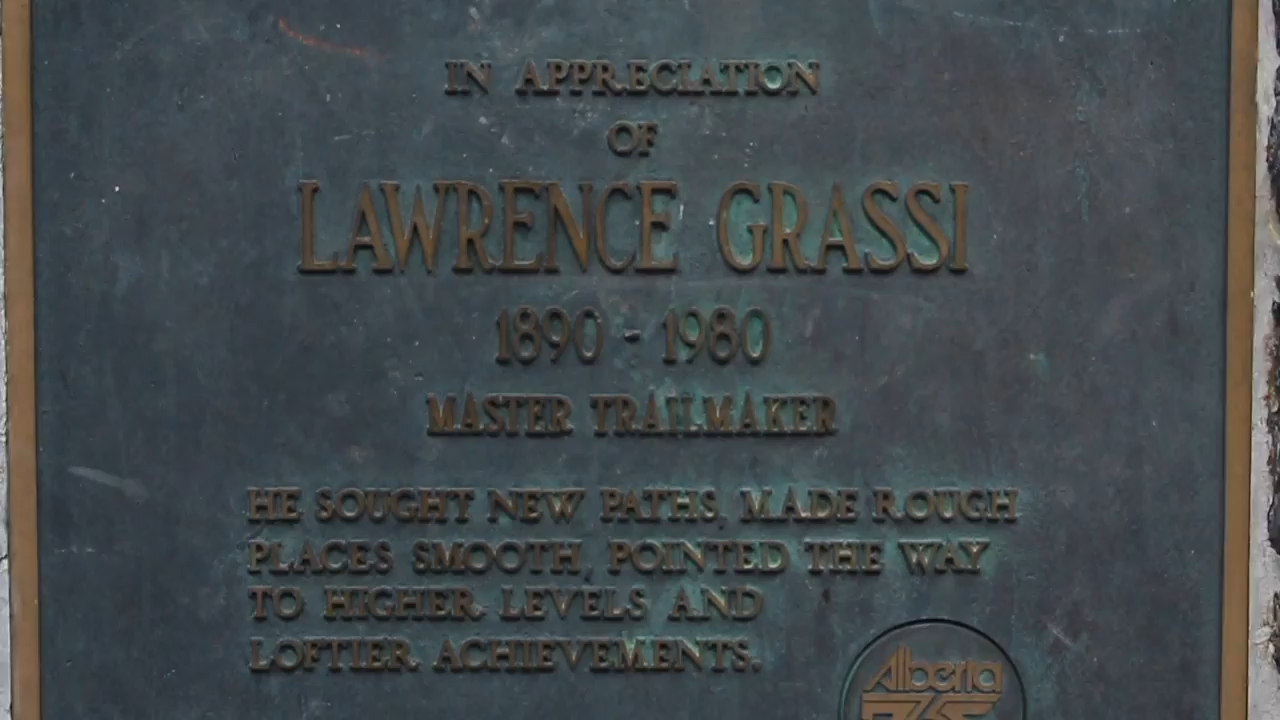 IN APPRECIATION
OF
LAWRENCE GRASSI
1890 - 1980
MASTER TRAILMAKER
HE SOUGHT NEW PATHS, MADE ROUGH
PLACES SMOOTH, POINTED THE WAY
TO HIGHER LEVELS AND
LOFTIER ACHIEVEMENTS.
Alberta